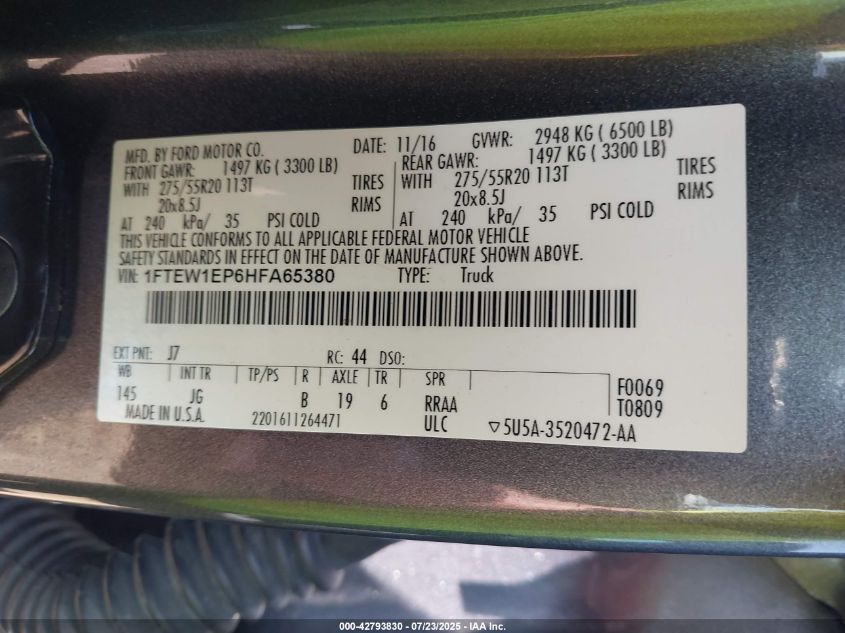 MFD. BY FORD MOTOR CO. DATE: 11/16 GVWR: 2948 KG ( 6500 LB)
FRONT GAWR: 1497 KG ( 3300 LB) REAR GAWR: 1497 KG ( 3300 LB)
WITH 275/55R20 113T TIRES WITH 275/55R20 113T TIRES
20x8.5J RIMS 20x8.5J RIMS
AT 240 kPa/ 35 PSI COLD AT 240 kPa/ 35 PSI COLD
THIS VEHICLE CONFORMS TO ALL APPLICABLE FEDERAL MOTOR VEHICLE
SAFETY STANDARDS IN EFFECT ON THE DATE OF MANUFACTURE SHOWN ABOVE.
VIN: 1FTEW1EP6HFA65380 TYPE: Truck
EXT PNT: J7 RC: 44 DSO:
WB INT TR TP/PS R AXLE TR SPR F0069
145 JG B 19 6 RRAA T0809
MADE IN U.S.A. 2201611264471 ULC ▽5U5A-3520472-AA
000-42793830 - 07/23/2025 - IAA Inc.